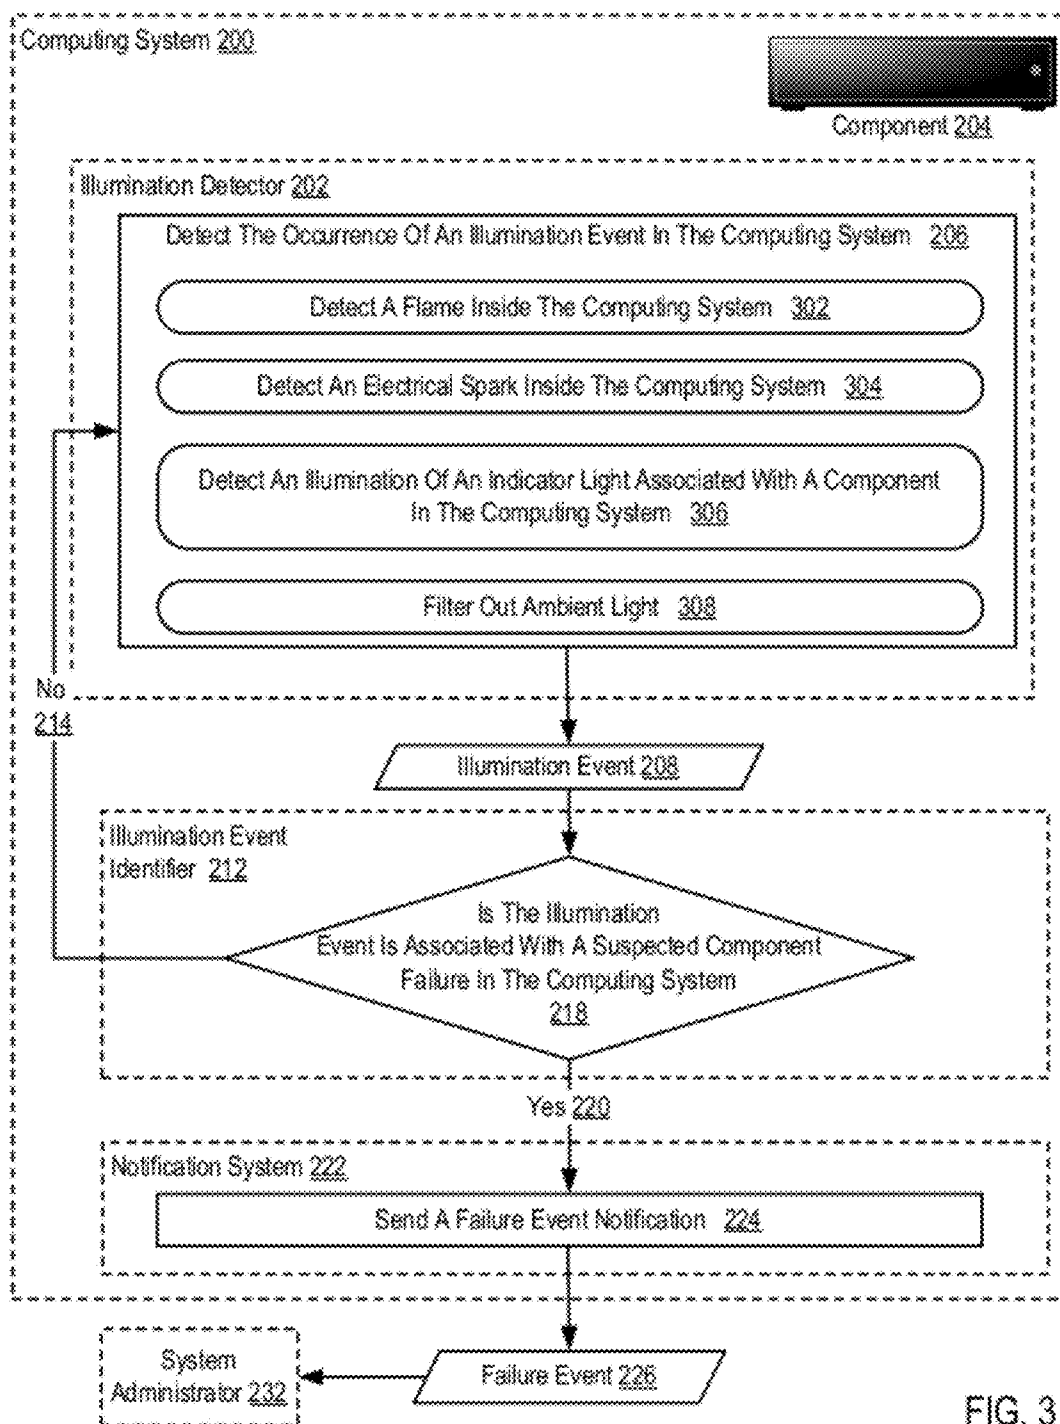 Computing System 200
Component 204
Illumination Detector 202
Detect The Occurrence Of An Illumination Event In The Computing System 206
Detect A Flame Inside The Computing System 302
Detect An Electrical Spark Inside The Computing System 304
Detect An Illumination Of An Indicator Light Associated With A Component
In The Computing System 306
Filter Out Ambient Light 308
No
214
Illumination Event 208
Illumination Event
Identifier 212
Is The Illumination
Event Is Associated With A Suspected Component
Failure In The Computing System
218
Yes 220
Notification System 222
Send A Failure Event Notification 224
System
Administrator 232
Failure Event 226
FIG. 3